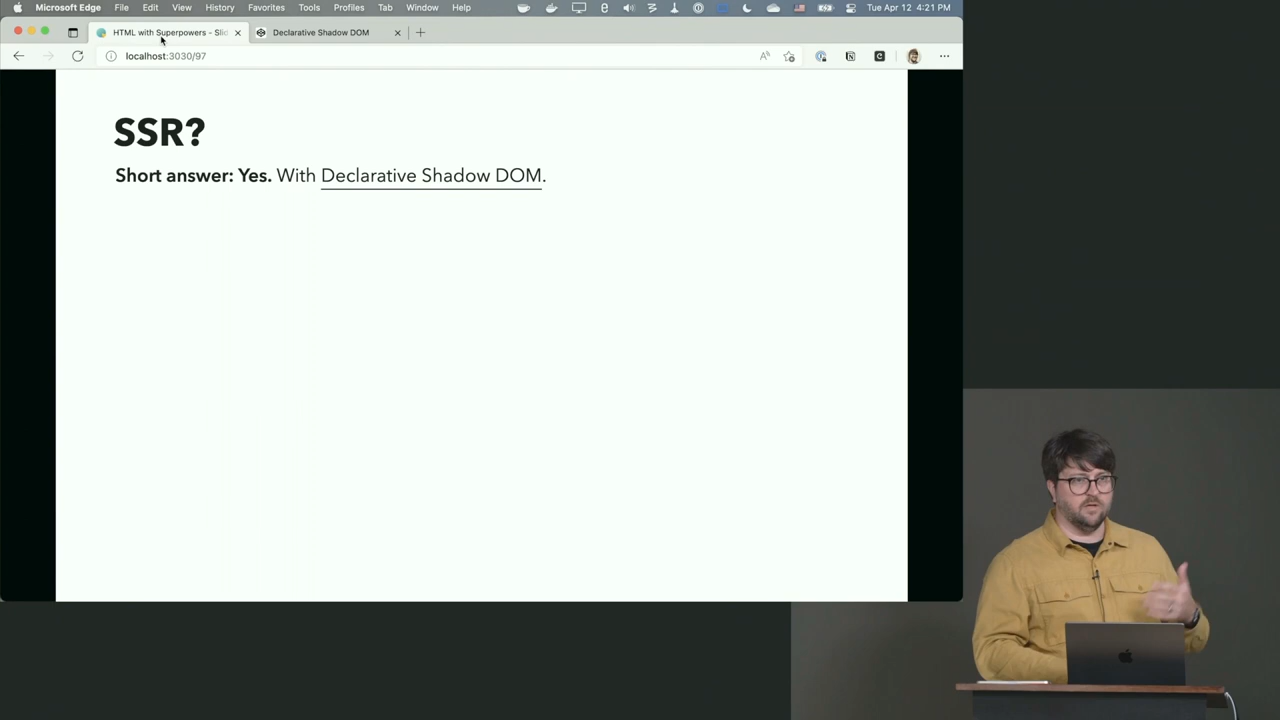 Microsoft Edge File Edit View History Favorites Tools Profiles Tab Window Help Tue Apr 12 4:21 PM
HTML with Superpowers - Slid Declarative Shadow DOM
localhost:3030/97
SSR?
Short answer: Yes. With Declarative Shadow DOM.